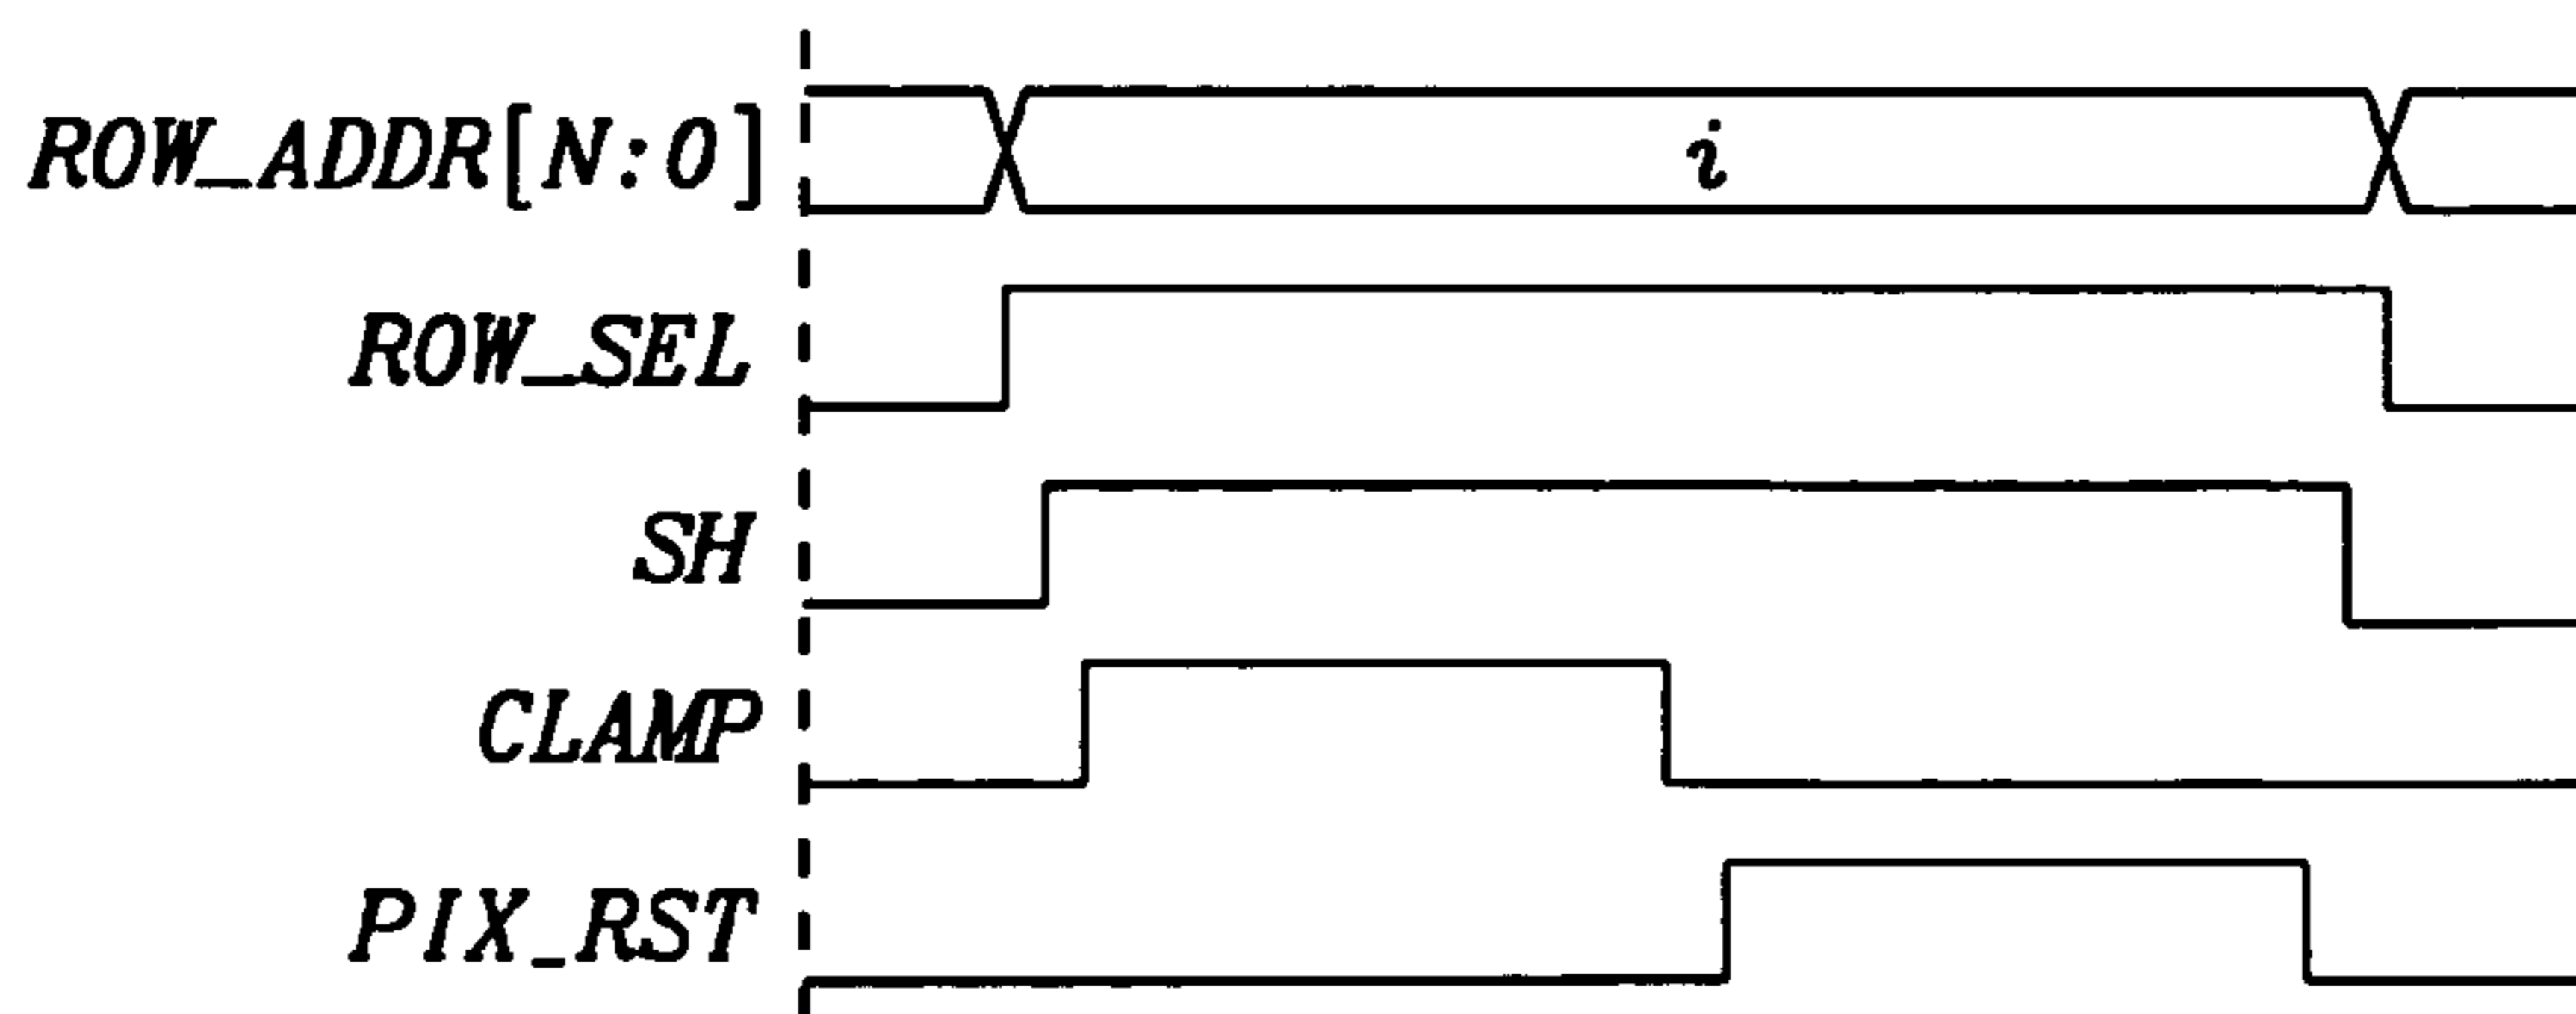 ROW_ADDR[N:0]
i
ROW_SEL
SH
CLAMP
PIX_RST